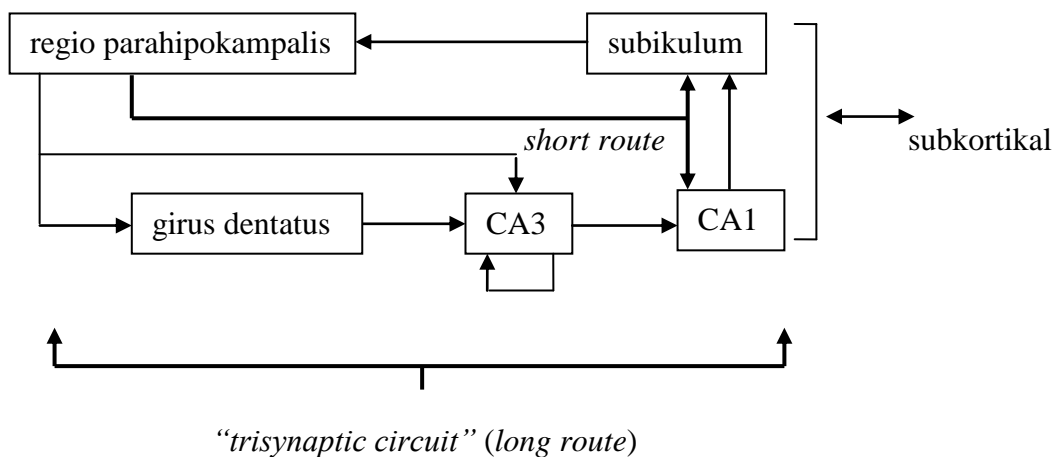 regio parahipokampalis
subikulum
short route
subkortikal
girus dentatus
CA3
CA1
“trisynaptic circuit” (long route)